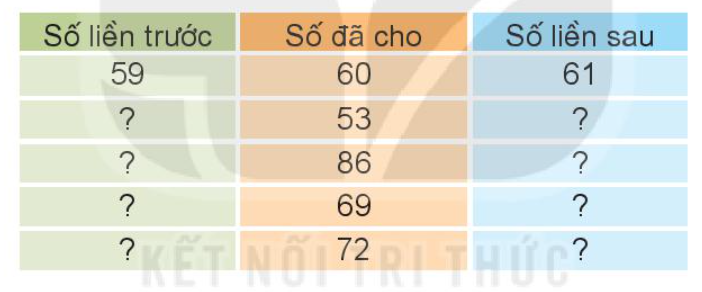 Số liền trước Số đã cho Số liền sau
59 60 61
? 53 ?
? 86 ?
? 69 ?
? 72 ?
KẾT NỐI TRI THỨC